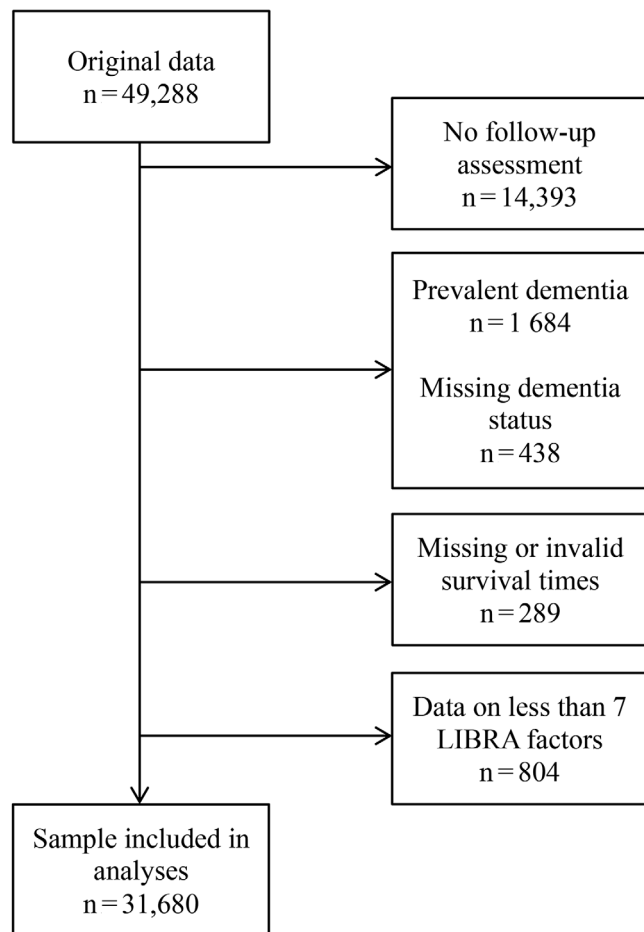 Original data
n = 49,288
No follow-up
assessment
n = 14,393
Prevalent dementia
n = 1 684
Missing dementia
status
n = 438
Missing or invalid
survival times
n = 289
Data on less than 7
LIBRA factors
n = 804
Sample included in
analyses
n = 31,680